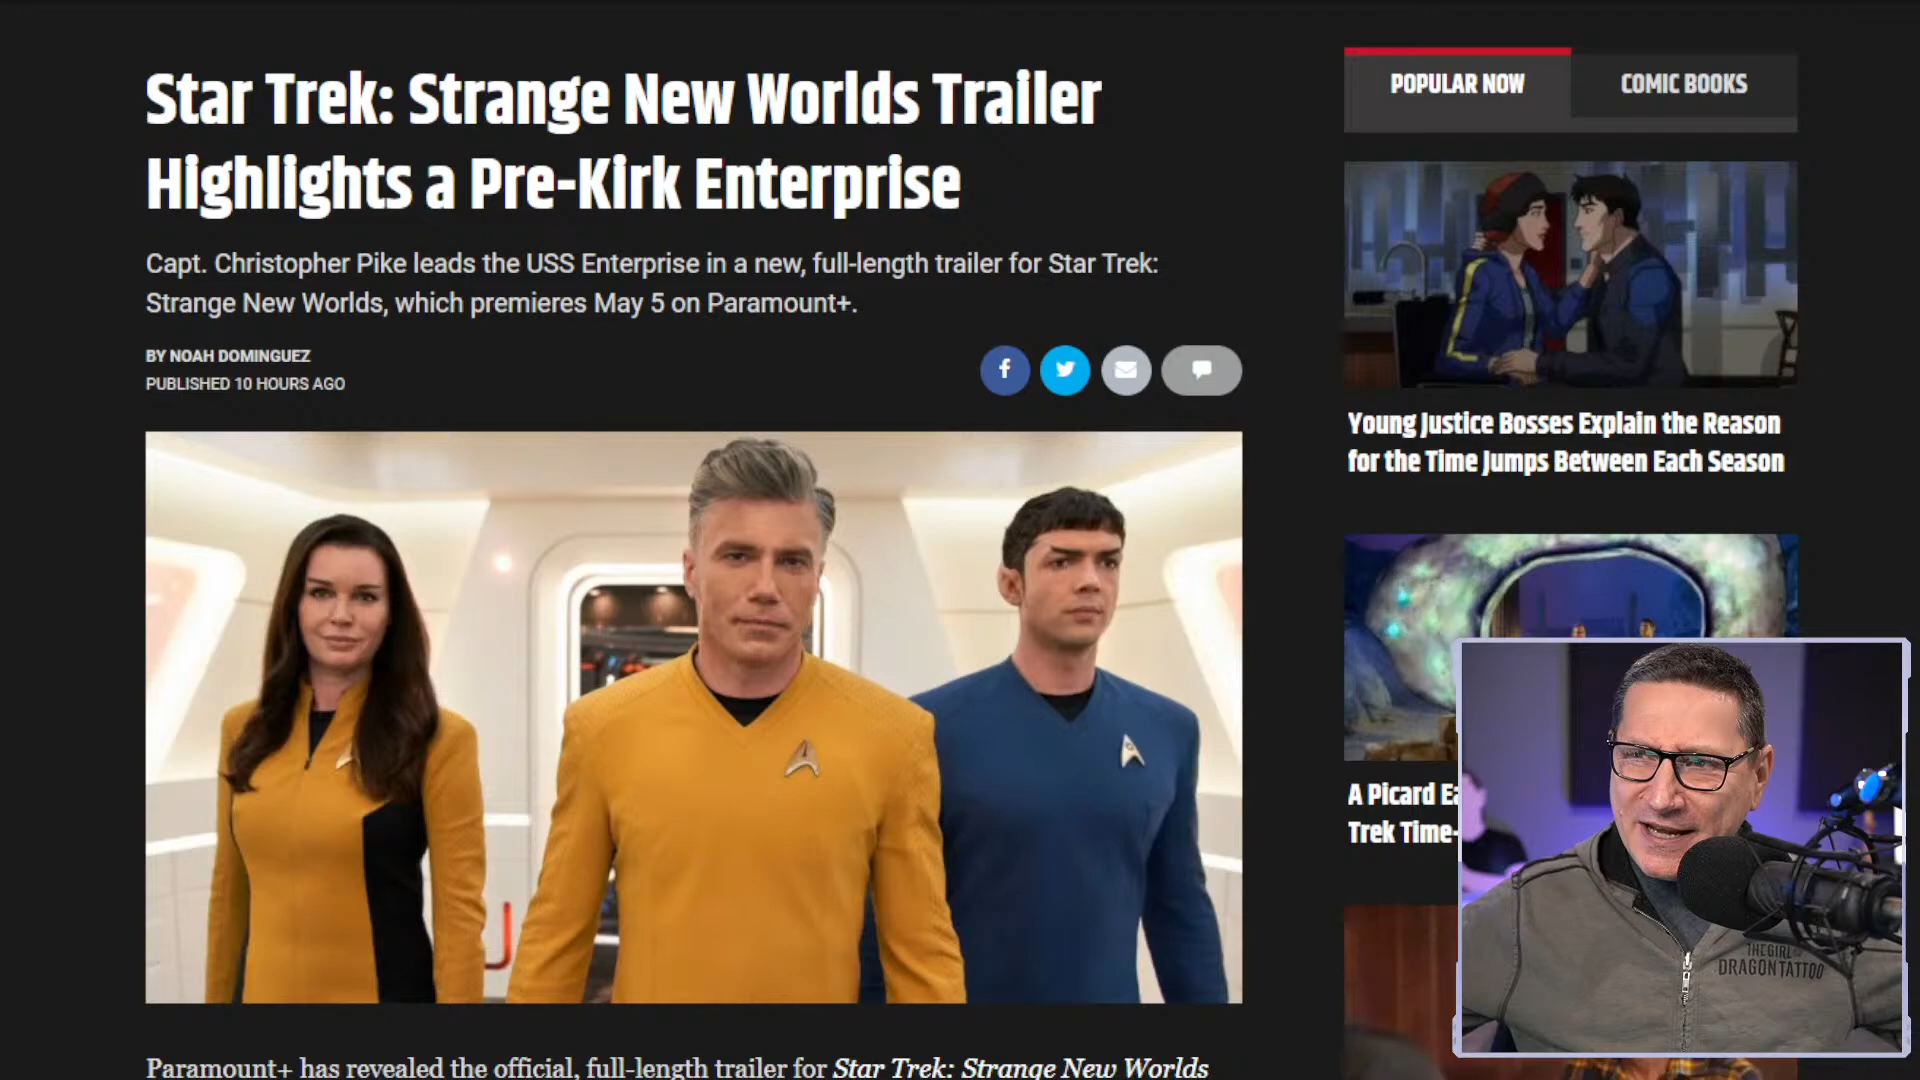 Star Trek: Strange New Worlds Trailer
Highlights a Pre-Kirk Enterprise
Capt. Christopher Pike leads the USS Enterprise in a new, full-length trailer for Star Trek:
Strange New Worlds, which premieres May 5 on Paramount+.
BY NOAH DOMINGUEZ
PUBLISHED 10 HOURS AGO
Paramount+ has revealed the official, full-length trailer for Star Trek: Strange New Worlds
POPULAR NOW
COMIC BOOKS
Young Justice Bosses Explain the Reason
for the Time Jumps Between Each Season
A Picard Ea
Trek Time-
THE GIRL
DRAGON TATTOO